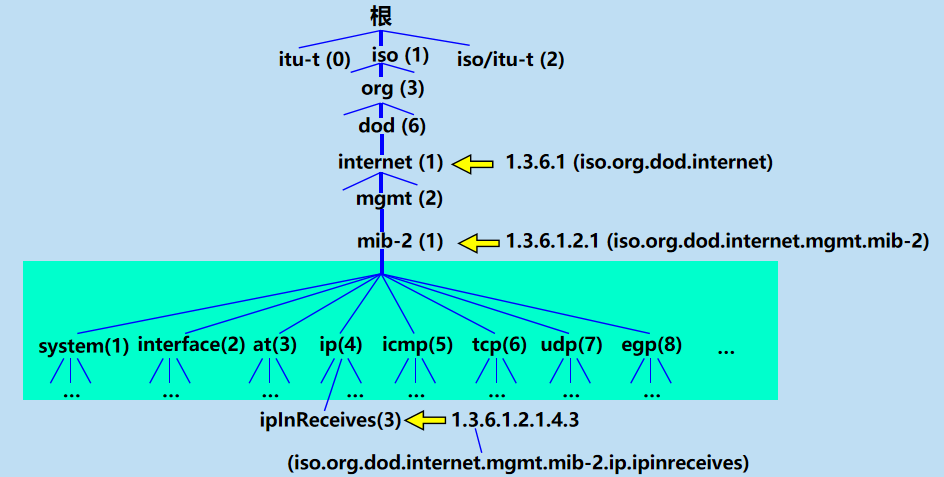 根
itu-t (0) iso (1) iso/itu-t (2)
org (3)
dod (6)
internet (1) 1.3.6.1 (iso.org.dod.internet)
mgmt (2)
mib-2 (1) 1.3.6.1.2.1 (iso.org.dod.internet.mgmt.mib-2)
system(1) interface(2) at(3) ip(4) icmp(5) tcp(6) udp(7) egp(8) ...
... ... ... ... ... ... ... ...
ipInReceives(3) 1.3.6.1.2.1.4.3
(iso.org.dod.internet.mgmt.mib-2.ip.ipinreceives)